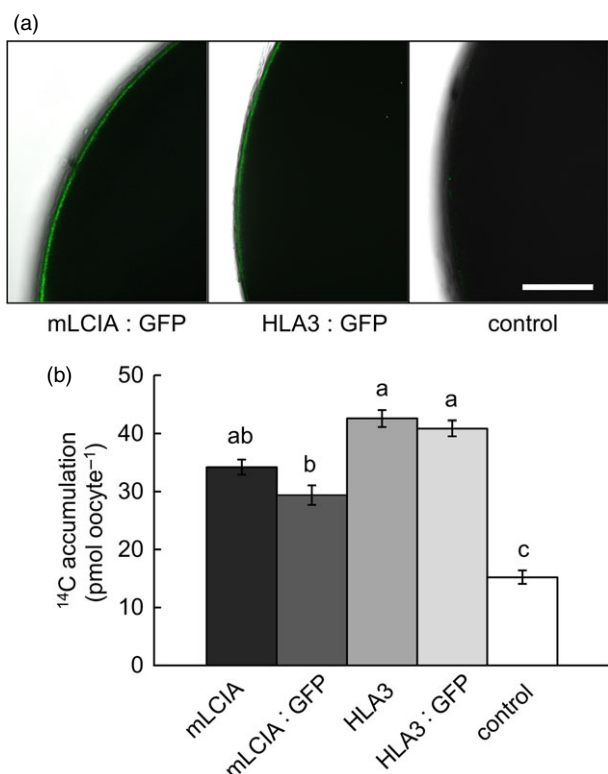 (a)
mLCIA : GFP HLA3 : GFP control
(b)
¹⁴C accumulation
(pmol oocyte⁻¹)
50
40
30
20
10
0
ab
b
a
a
c
mLCIA
mLCIA : GFP
HLA3
HLA3 : GFP
control